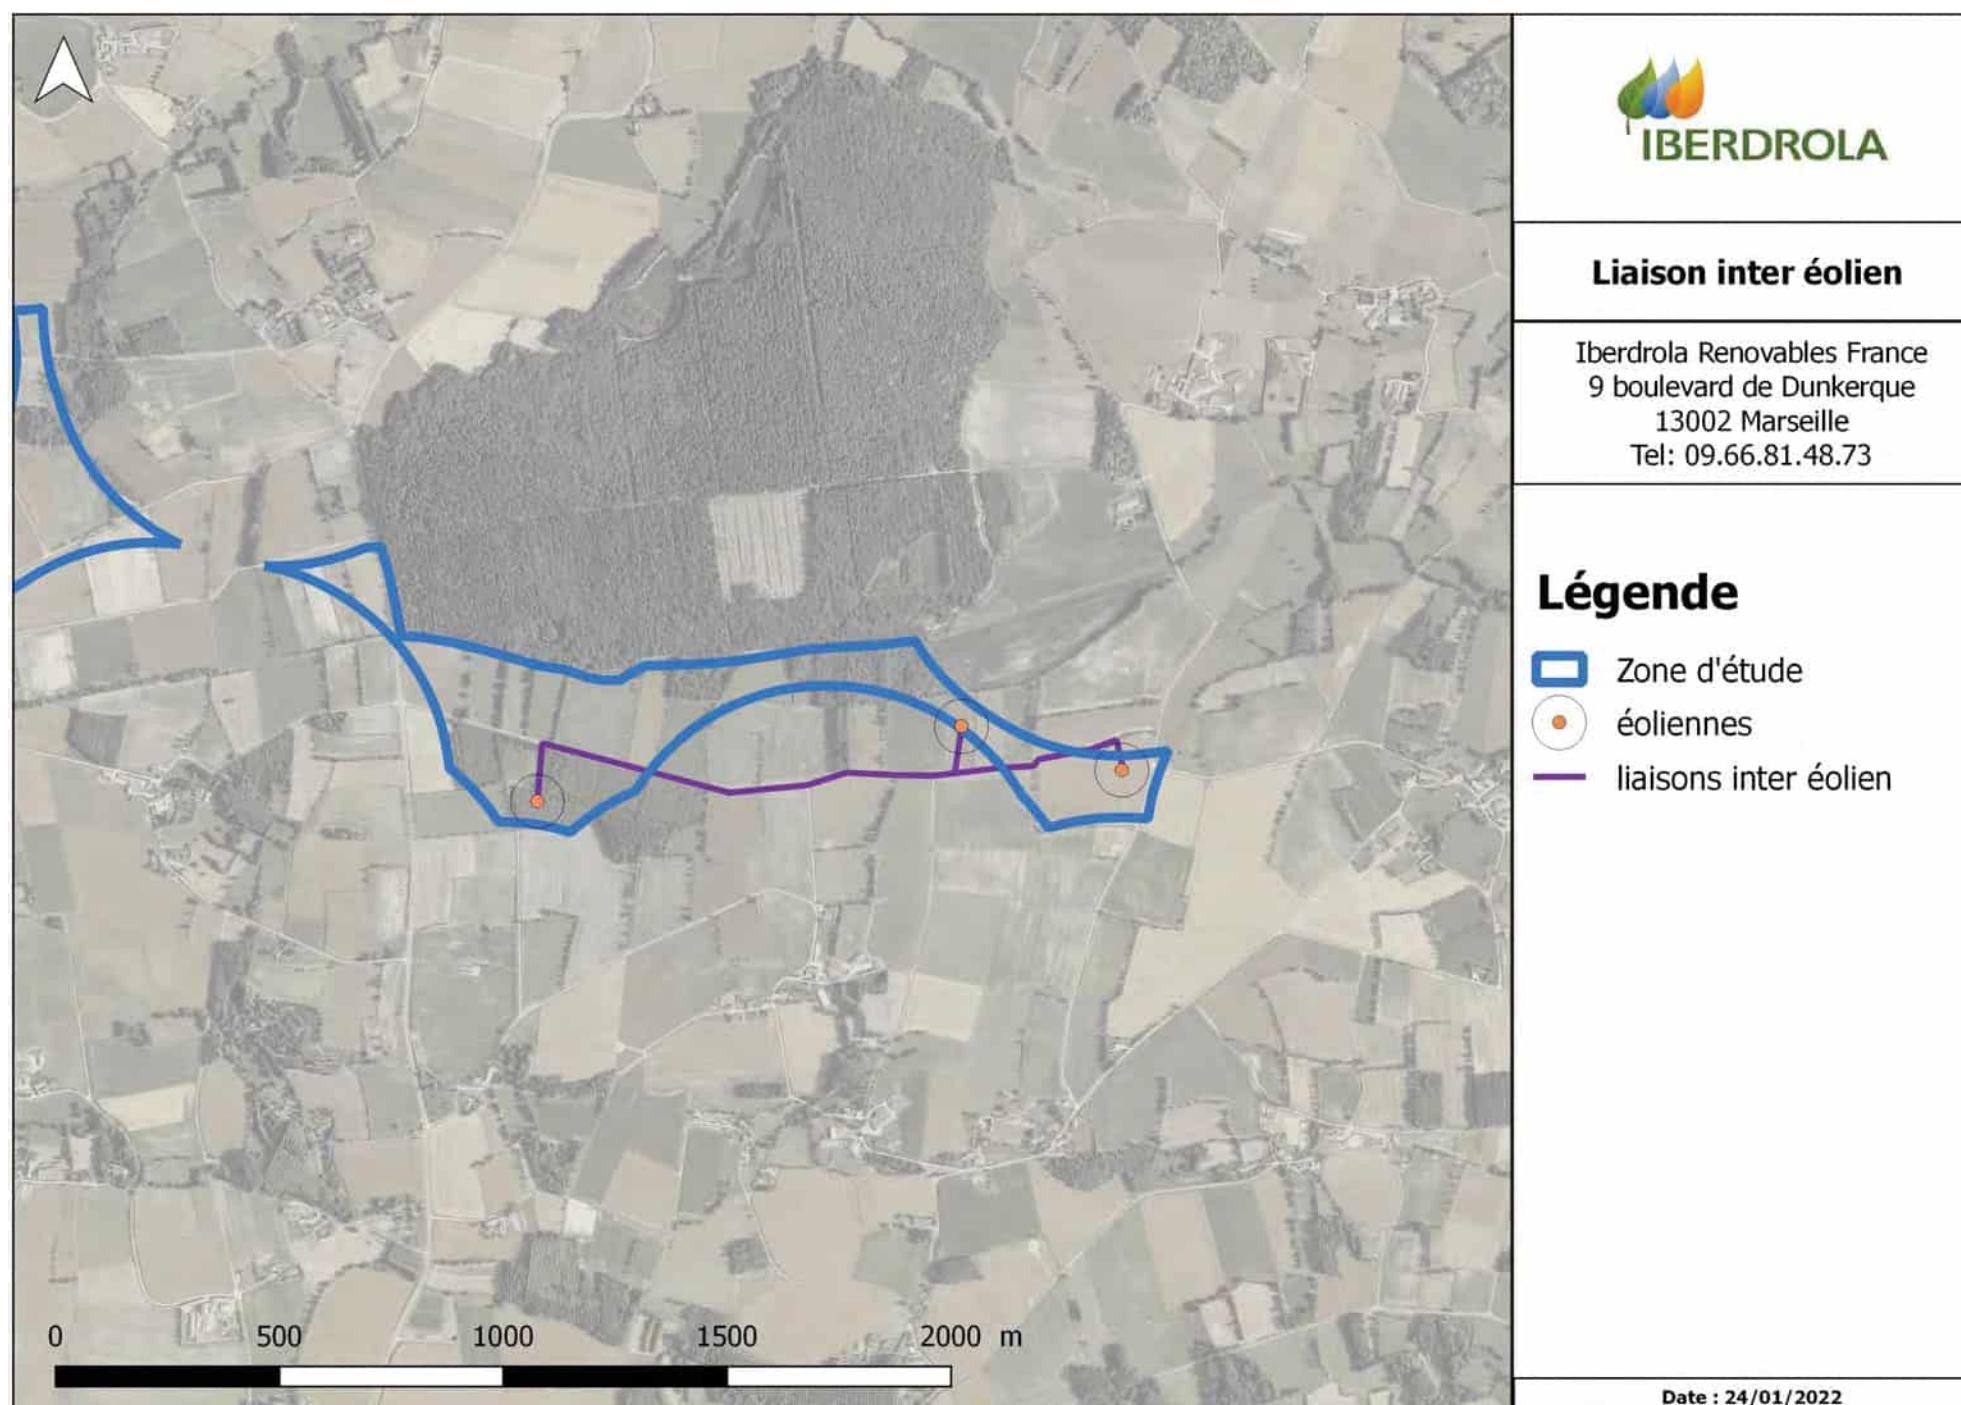 IBERDROLA
Liaison inter éolien
Iberdrola Renovables France
9 boulevard de Dunkerque
13002 Marseille
Tel: 09.66.81.48.73
Légende
Zone d'étude
éoliennes
liaisons inter éolien
0 500 1000 1500 2000 m
Date : 24/01/2022